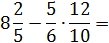 8 2/5 − 5/6 · 12/10 =